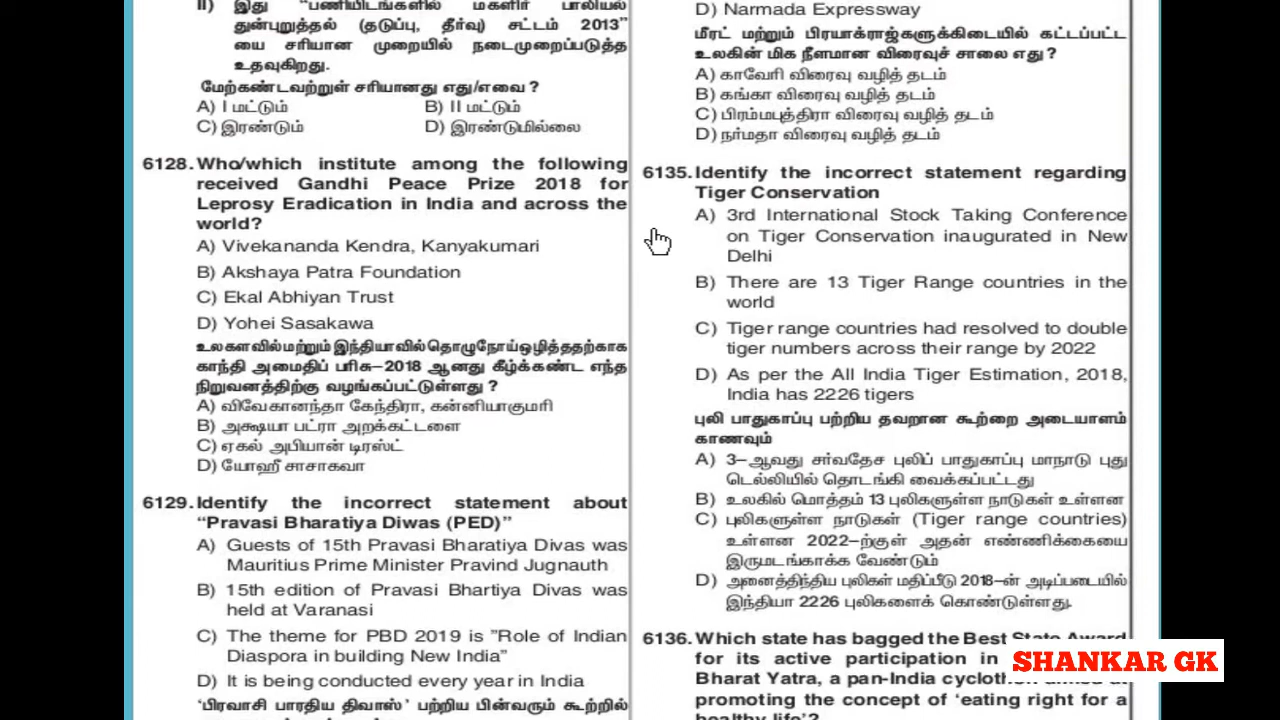 II) இது “பணியிடங்களில் மகளிர் பாலியல்
துன்புறுத்தல் (தடுப்பு, தீர்வு) சட்டம் 2013”
யை சரியான முறையில் நடைமுறைப்படுத்த
உதவுகிறது.
மேற்கண்டவற்றுள் சரியானது எது/எவை ?
A) I மட்டும் B) II மட்டும்
C) இரண்டும் D) இரண்டுமில்லை
6128. Who/which institute among the following
received Gandhi Peace Prize 2018 for
Leprosy Eradication in India and across the
world?
A) Vivekananda Kendra, Kanyakumari
B) Akshaya Patra Foundation
C) Ekal Abhiyan Trust
D) Yohei Sasakawa
உலகளவில் மற்றும் இந்தியாவில் தொழுநோய் ஒழித்ததற்காக
காந்தி அமைதிப் பரிசு–2018 ஆனது கீழ்க்கண்ட எந்த
நிறுவனத்திற்கு வழங்கப்பட்டுள்ளது ?
A) விவேகானந்தா கேந்திரா, கன்னியாகுமரி
B) அக்ஷயா பட்ரா அறக்கட்டளை
C) ஏகல் அபியான் டிரஸ்ட்
D) யோஹீ சாசாகவா
6129. Identify the incorrect statement about
“Pravasi Bharatiya Diwas (PED)”
A) Guests of 15th Pravasi Bharatiya Divas was
Mauritius Prime Minister Pravind Jugnauth
B) 15th edition of Pravasi Bhartiya Divas was
held at Varanasi
C) The theme for PBD 2019 is ”Role of Indian
Diaspora in building New India”
D) It is being conducted every year in India
‘பிரவாசி பாரதிய திவாஸ்’ பற்றிய பின்வரும் கூற்றில்
D) Narmada Expressway
மீரட் மற்றும் பிரயாக்ராஜ்களுக்கிடையில் கட்டப்பட்ட
உலகின் மிக நீளமான விரைவுச் சாலை எது ?
A) காவேரி விரைவு வழித் தடம்
B) கங்கா விரைவு வழித் தடம்
C) பிரம்மபுத்திரா விரைவு வழித் தடம்
D) நர்மதா விரைவு வழித் தடம்
6135. Identify the incorrect statement regarding
Tiger Conservation
A) 3rd International Stock Taking Conference
on Tiger Conservation inaugurated in New
Delhi
B) There are 13 Tiger Range countries in the
world
C) Tiger range countries had resolved to double
tiger numbers across their range by 2022
D) As per the All India Tiger Estimation, 2018,
India has 2226 tigers
புலி பாதுகாப்பு பற்றிய தவறான கூற்றை அடையாளம்
காணவும்
A) 3–ஆவது சர்வதேச புலிப் பாதுகாப்பு மாநாடு புது
டெல்லியில் தொடங்கி வைக்கப்பட்டது
B) உலகில் மொத்தம் 13 புலிகளுள்ள நாடுகள் உள்ளன
C) புலிகளுள்ள நாடுகள் (Tiger range countries)
உள்ளன 2022–ற்குள் அதன் எண்ணிக்கையை
இருமடங்காக்க வேண்டும்
D) அனைத்திந்திய புலிகள் மதிப்பீடு 2018–ன் அடிப்படையில்
இந்தியா 2226 புலிகளைக் கொண்டுள்ளது.
6136. Which state has bagged the Best State Award
for its active participation in
Bharat Yatra, a pan-India cyclothon aimed at
promoting the concept of ‘eating right for a
healthy life’?
SHANKAR GK